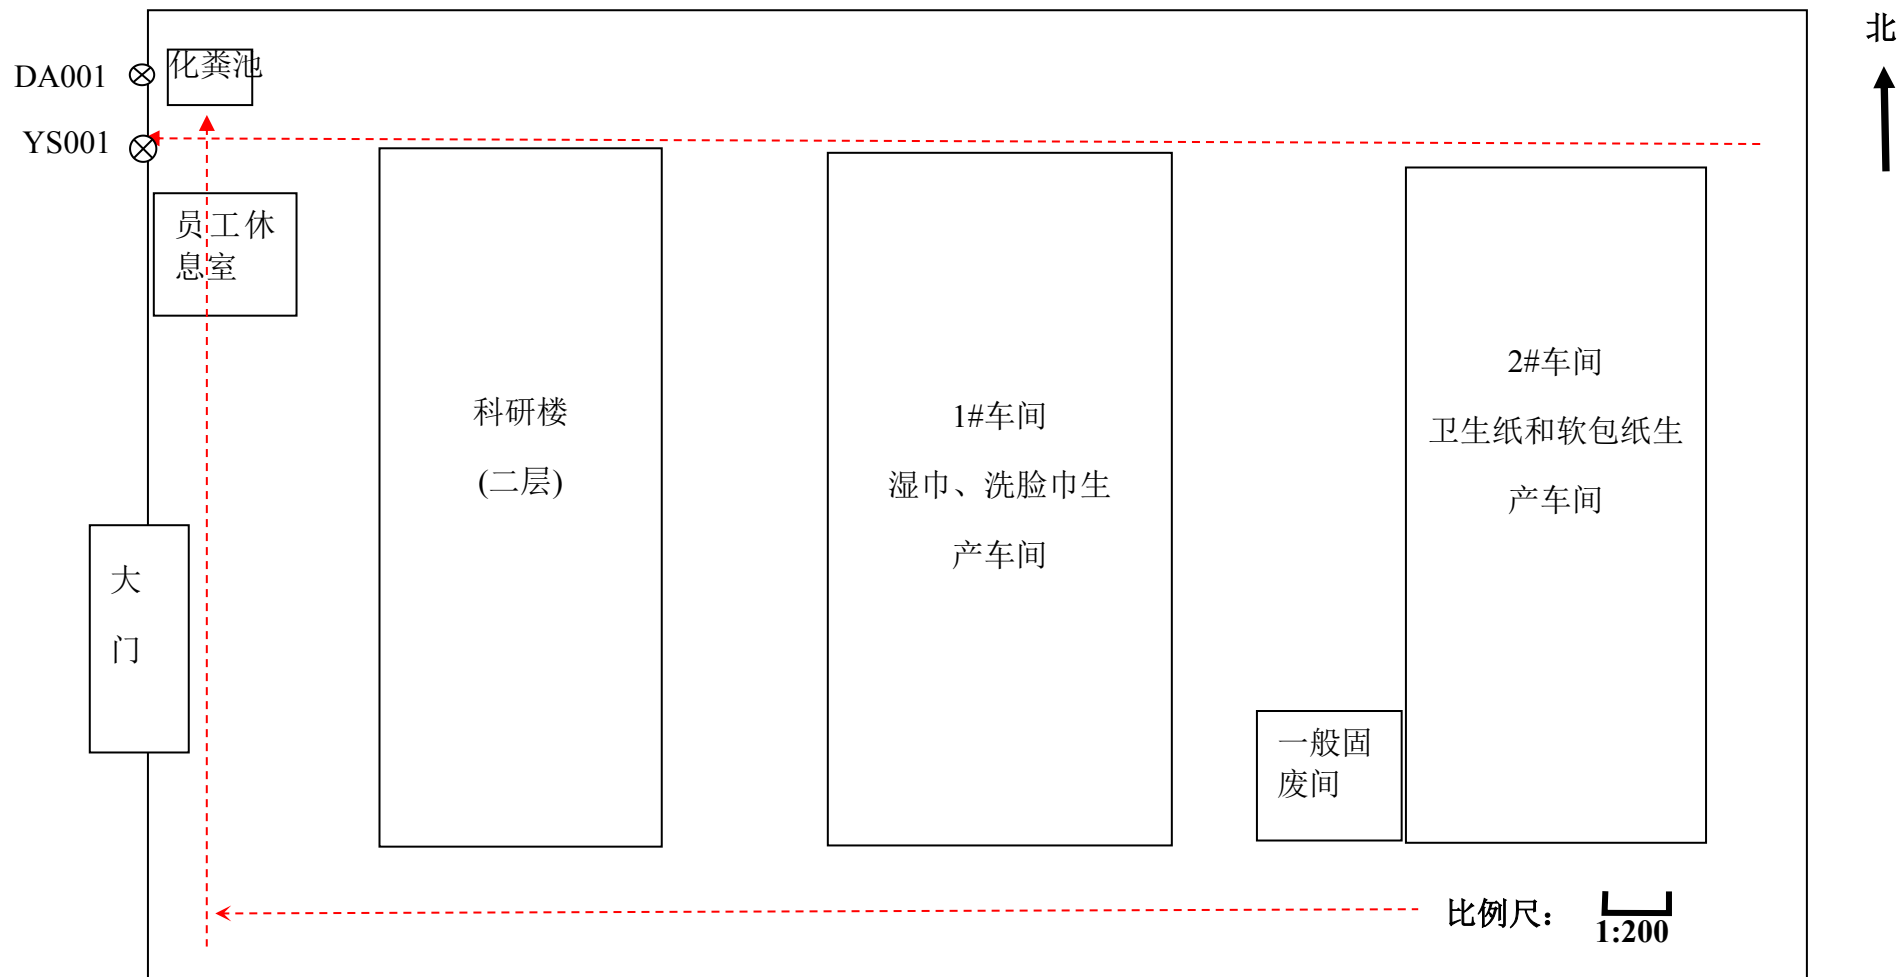 北
化粪池
DA001
YS001
员工休
息室
科研楼
(二层)
1#车间
湿巾、洗脸巾生
产车间
2#车间
卫生纸和软包纸生
产车间
大
门
一般固
废间
比例尺：
1:200